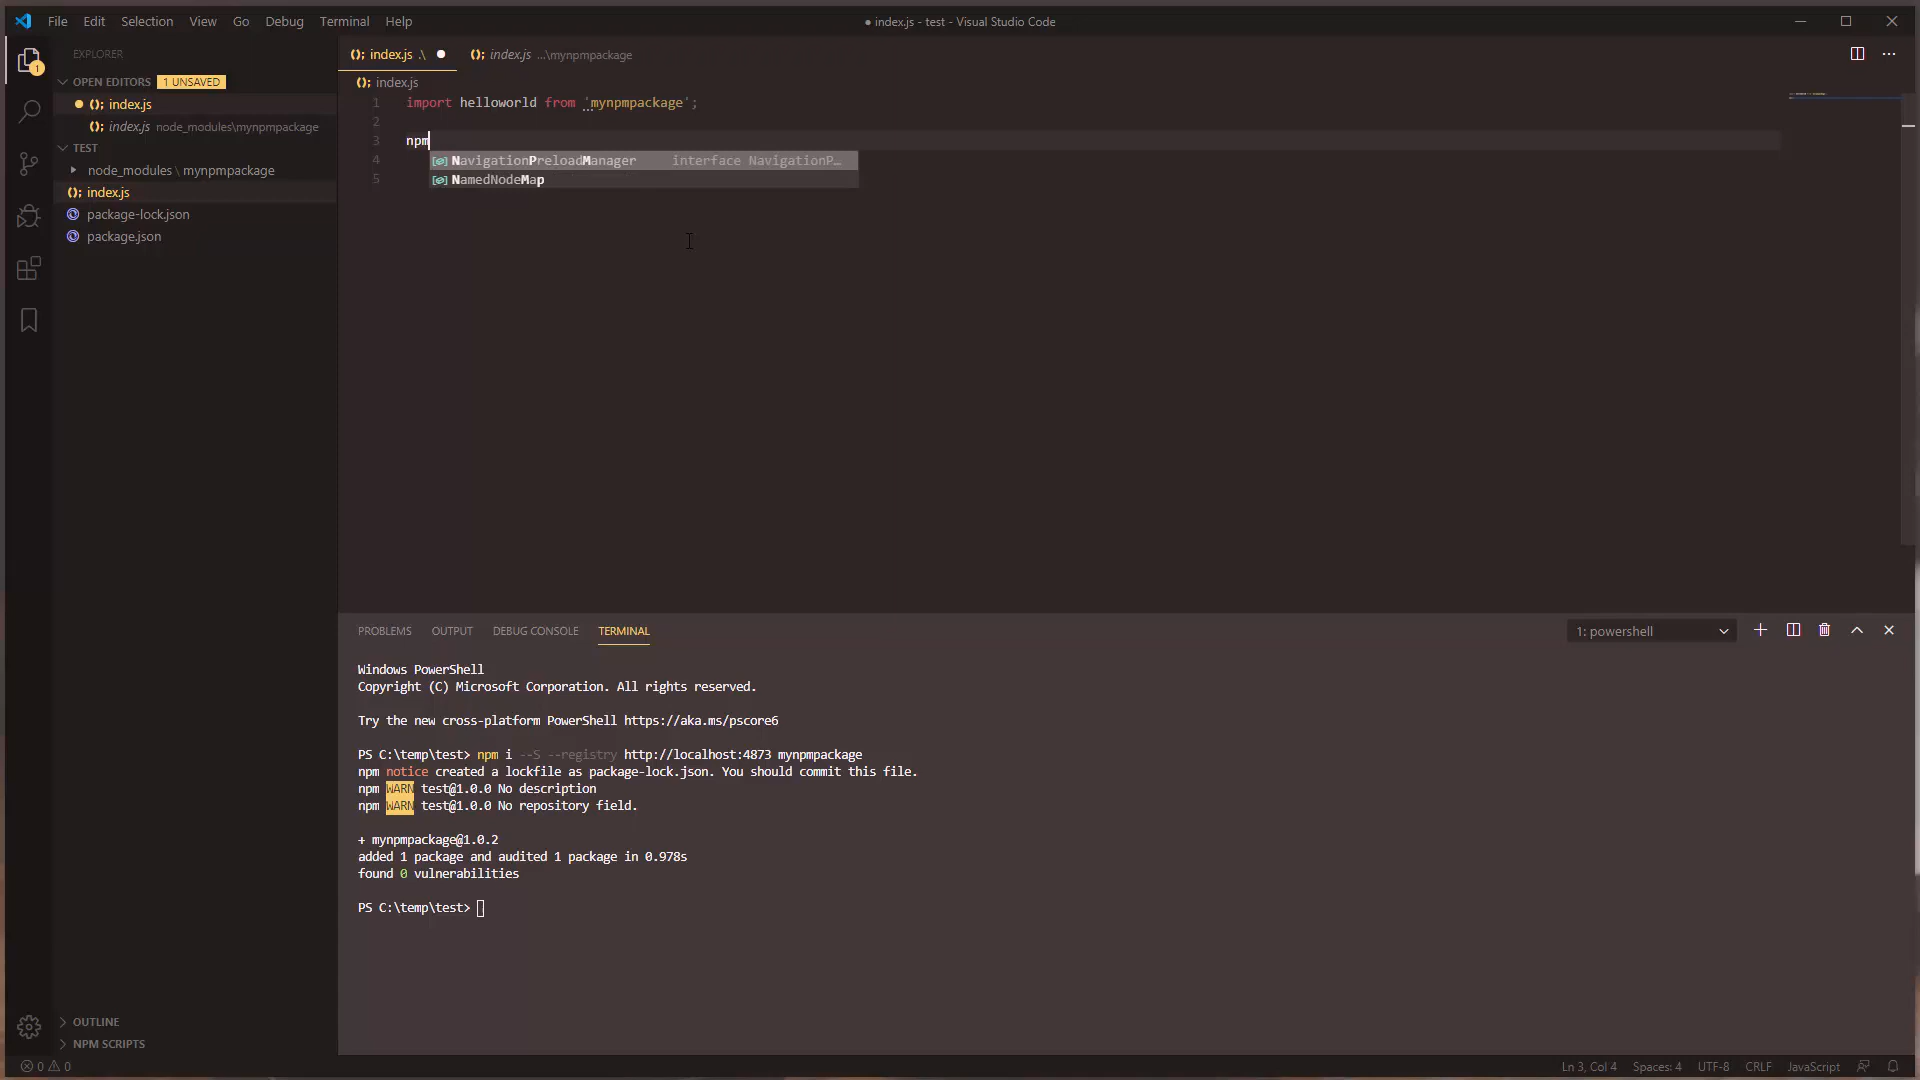 File Edit Selection View Go Debug Terminal Help
● index.js - test - Visual Studio Code
EXPLORER
OPEN EDITORS 1 UNSAVED
index.js
index.js node_modules\mynpmpackage
TEST
node_modules \ mynpmpackage
index.js
package-lock.json
package.json
OUTLINE
NPM SCRIPTS
1
index.js .\ ●
index.js ...\mynpmpackage
index.js
1 import helloworld from 'mynpmpackage';
2
3 npm
4
5
NavigationPreloadManager interface NavigationP…
NamedNodeMap
PROBLEMS OUTPUT DEBUG CONSOLE TERMINAL
1: powershell
Windows PowerShell
Copyright (C) Microsoft Corporation. All rights reserved.
Try the new cross-platform PowerShell https://aka.ms/pscore6
PS C:\temp\test> npm i --S --registry http://localhost:4873 mynpmpackage
npm notice created a lockfile as package-lock.json. You should commit this file.
npm WARN test@1.0.0 No description
npm WARN test@1.0.0 No repository field.
+ mynpmpackage@1.0.2
added 1 package and audited 1 package in 0.978s
found 0 vulnerabilities
PS C:\temp\test>
0 0
Ln 3, Col 4 Spaces: 4 UTF-8 CRLF JavaScript